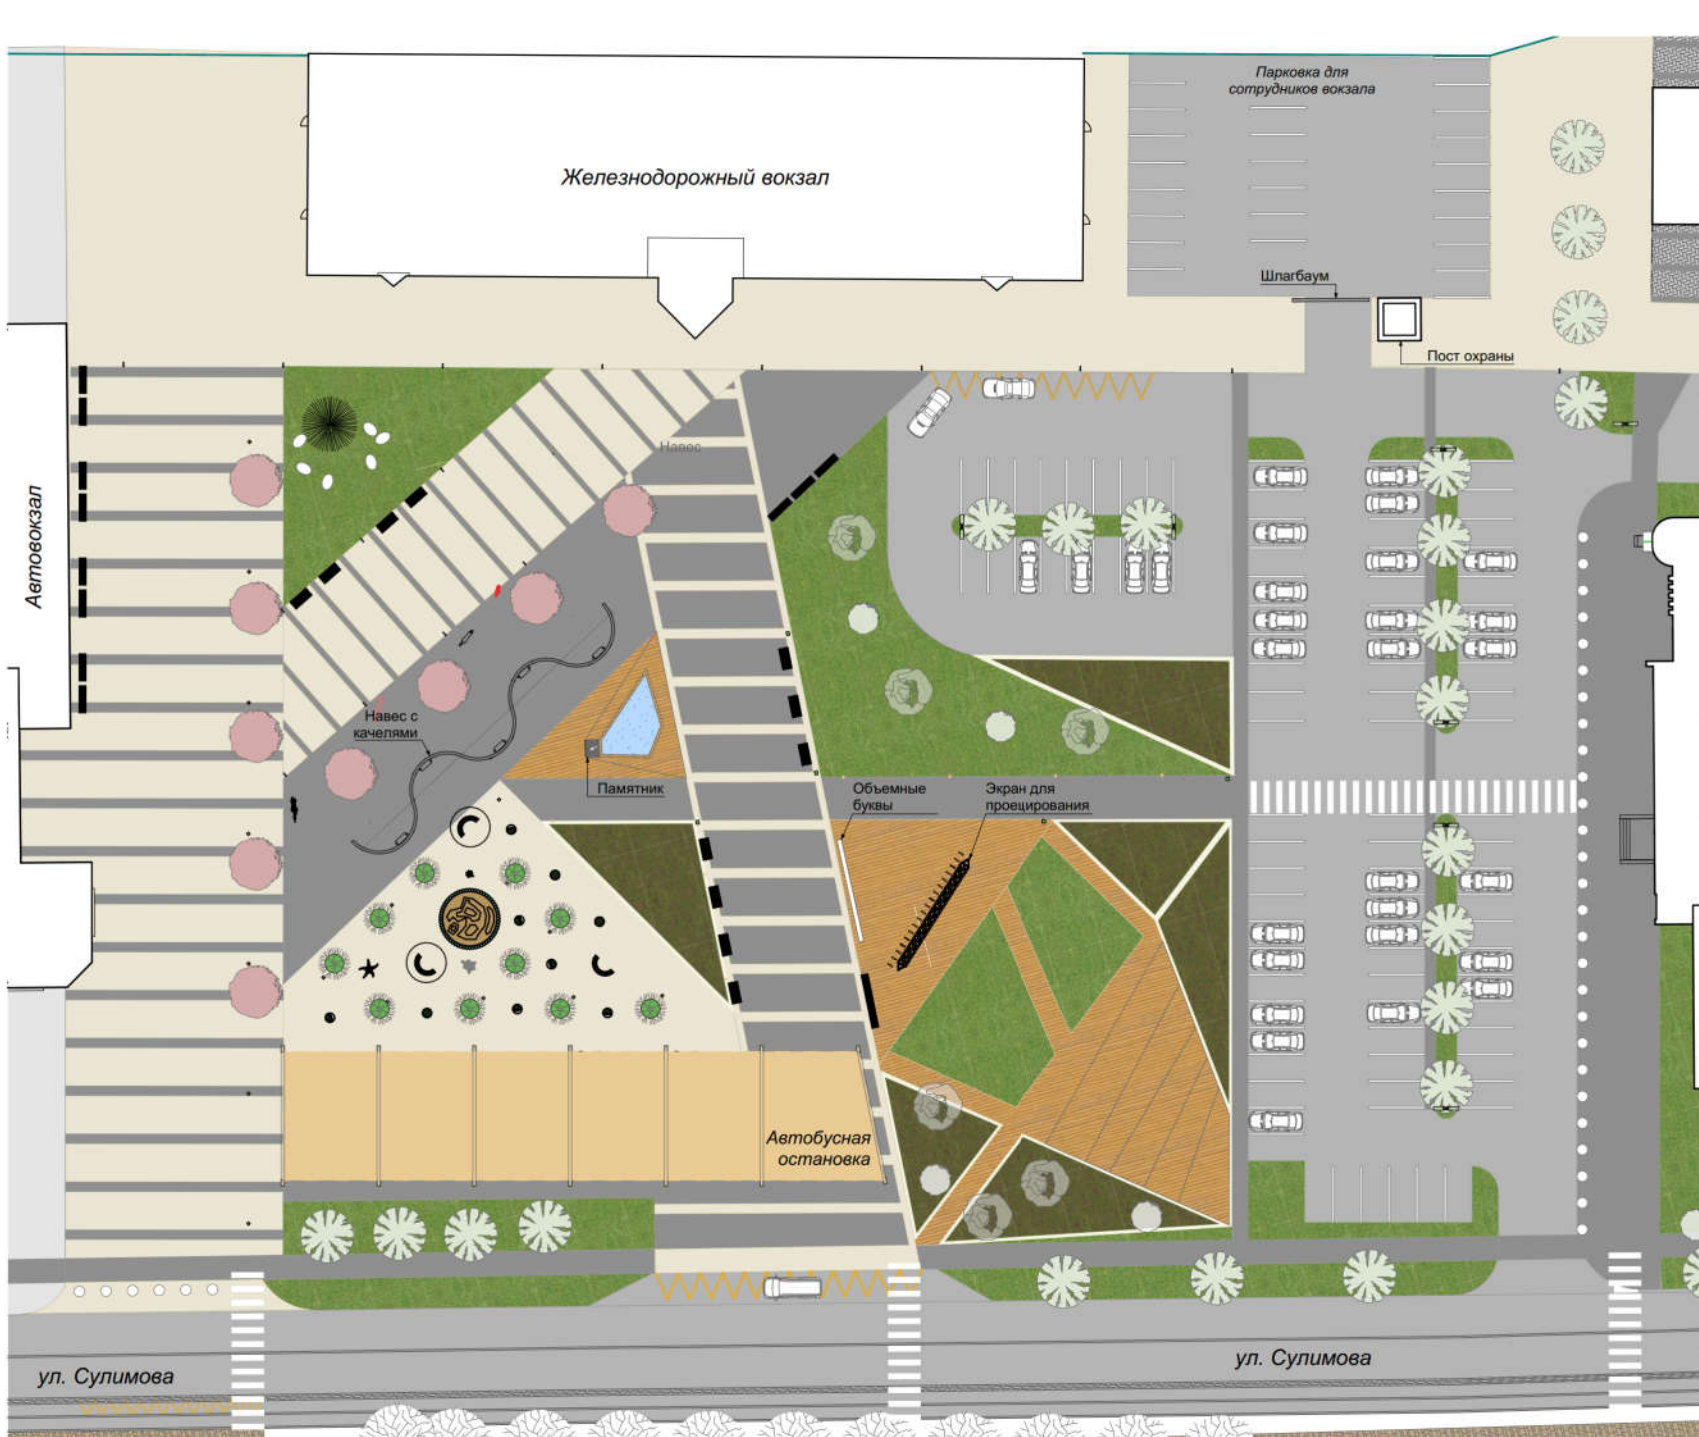 Парковка для
сотрудников вокзала
Железнодорожный вокзал
Шлагбаум
Пост охраны
Навес
Автовокзал
Навес с
качелями
Памятник
Объемные
буквы
Экран для
проецирования
Автобусная
остановка
ул. Сулимова
ул. Сулимова